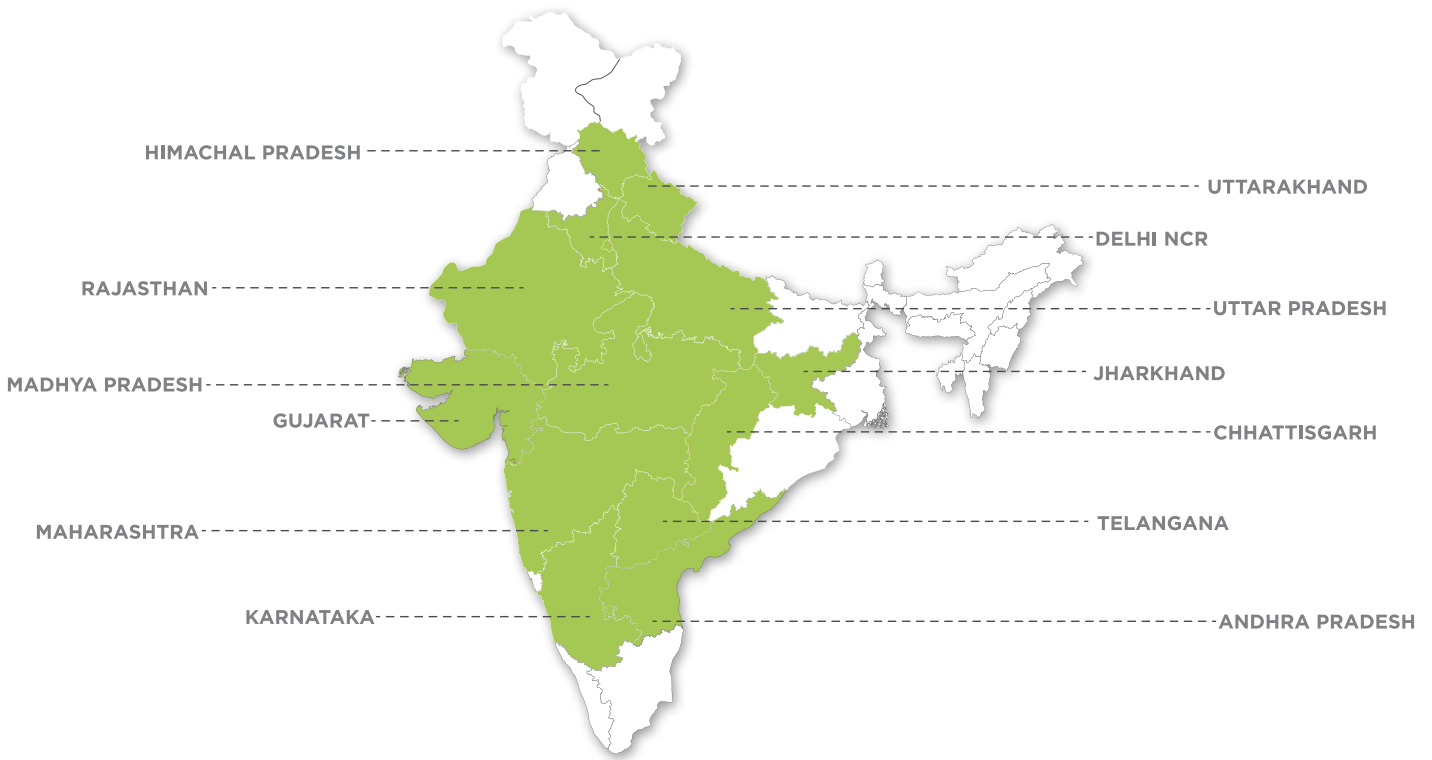 HIMACHAL PRADESH
UTTARAKHAND
DELHI NCR
RAJASTHAN
UTTAR PRADESH
JHARKHAND
MADHYA PRADESH
GUJARAT
CHHATTISGARH
TELANGANA
MAHARASHTRA
KARNATAKA
ANDHRA PRADESH